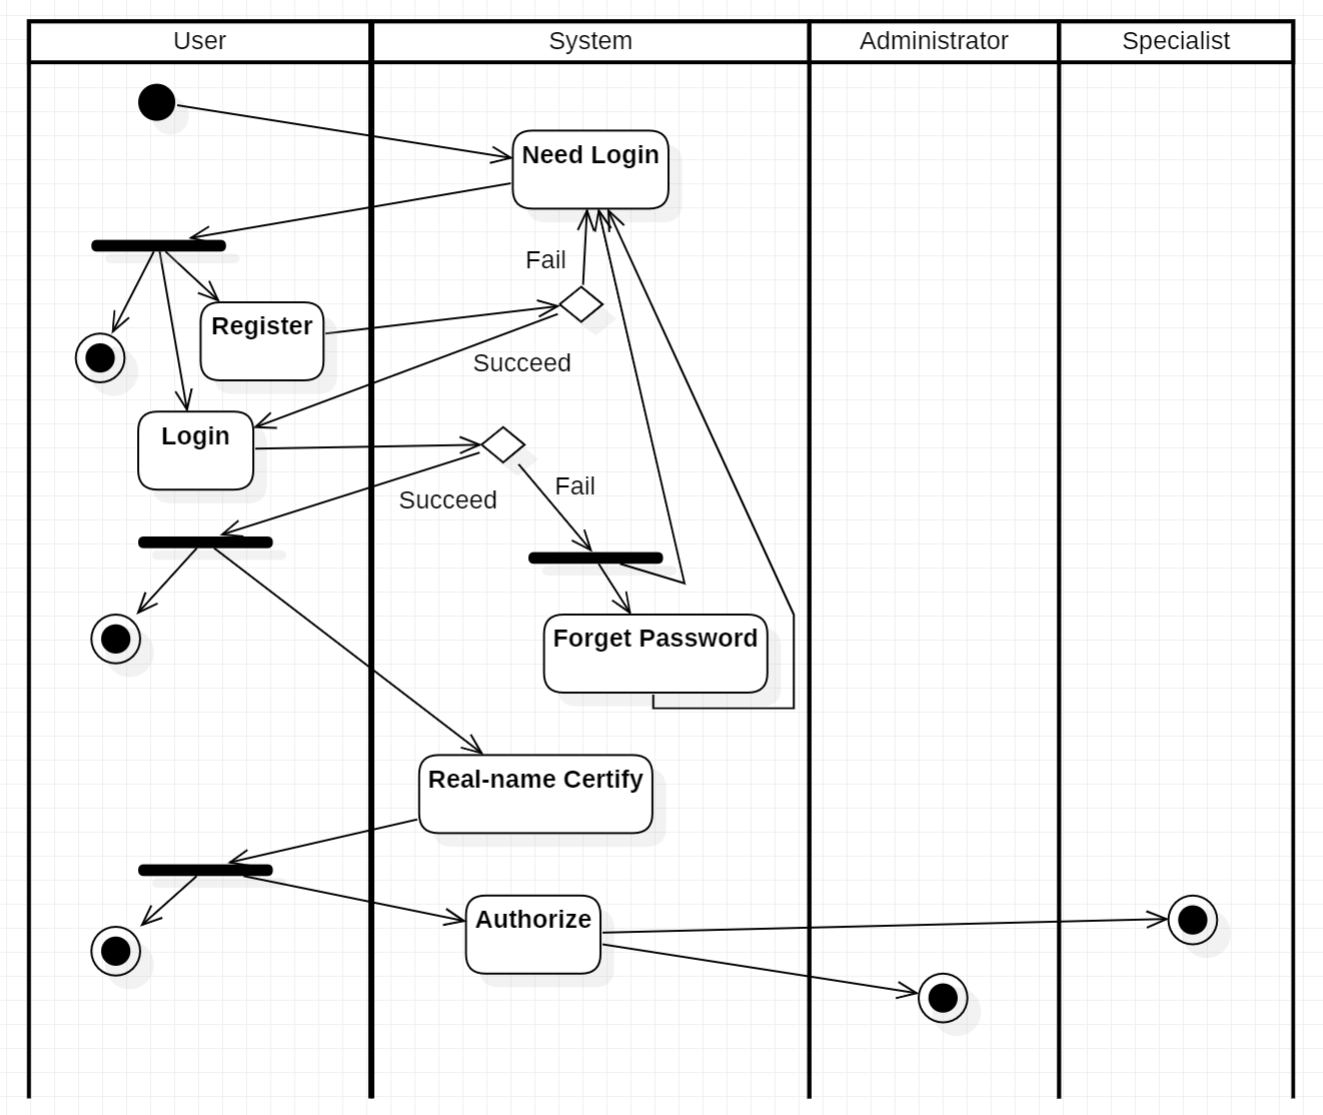 User
System
Administrator
Specialist
Need Login
Fail
Register
Succeed
Login
Fail
Succeed
Forget Password
Real-name Certify
Authorize